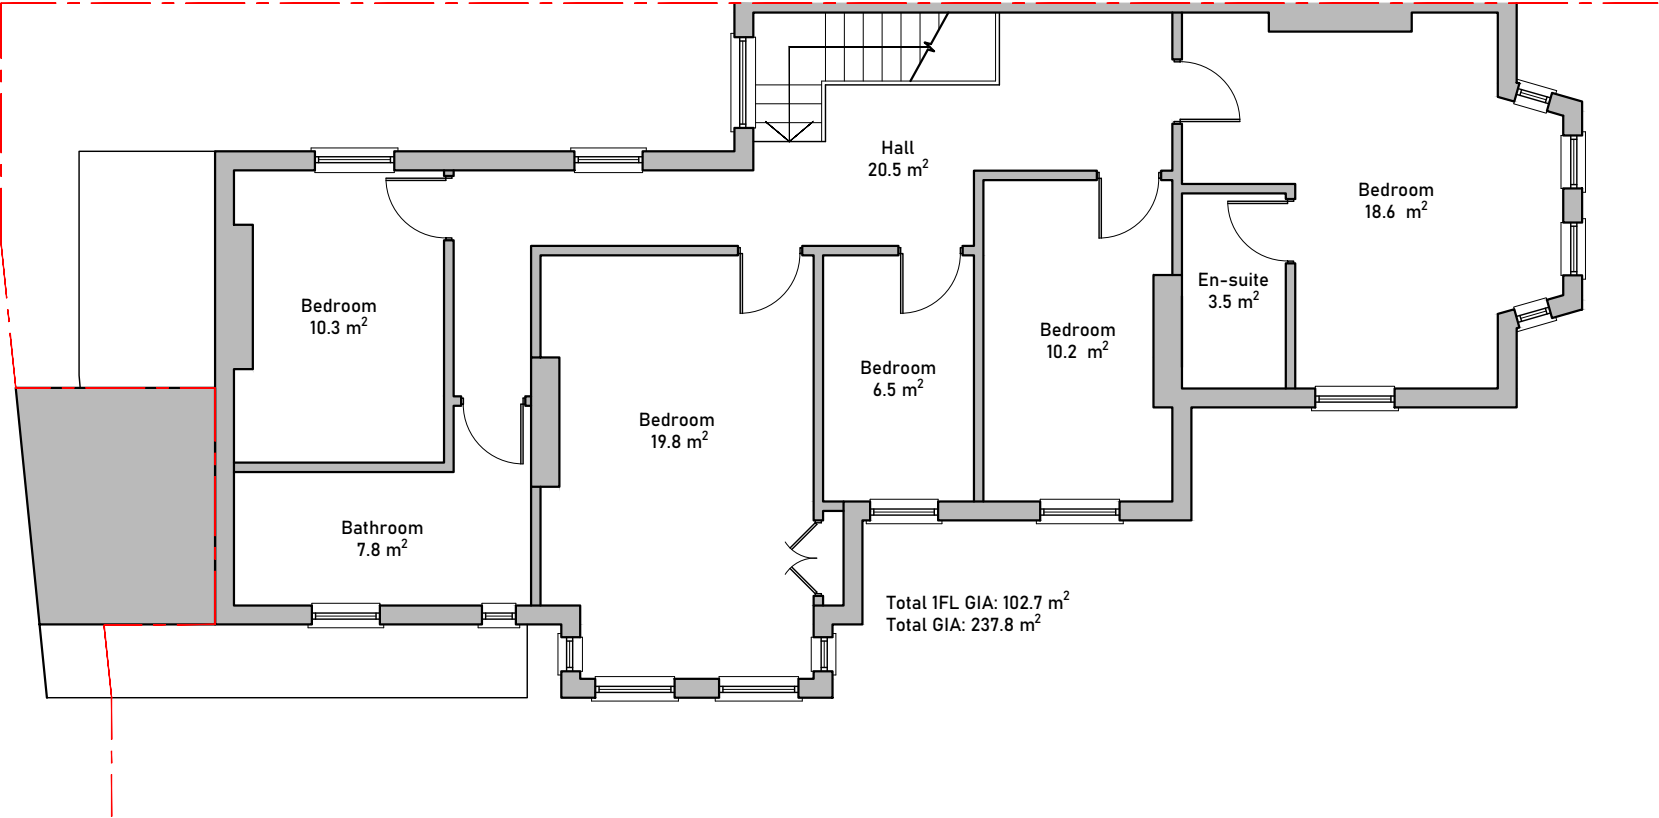 Hall
20.5 m²
Bedroom
18.6 m²
En-suite
3.5 m²
Bedroom
10.3 m²
Bedroom
10.2 m²
Bedroom
6.5 m²
Bedroom
19.8 m²
Bathroom
7.8 m²
Total 1FL GIA: 102.7 m²
Total GIA: 237.8 m²